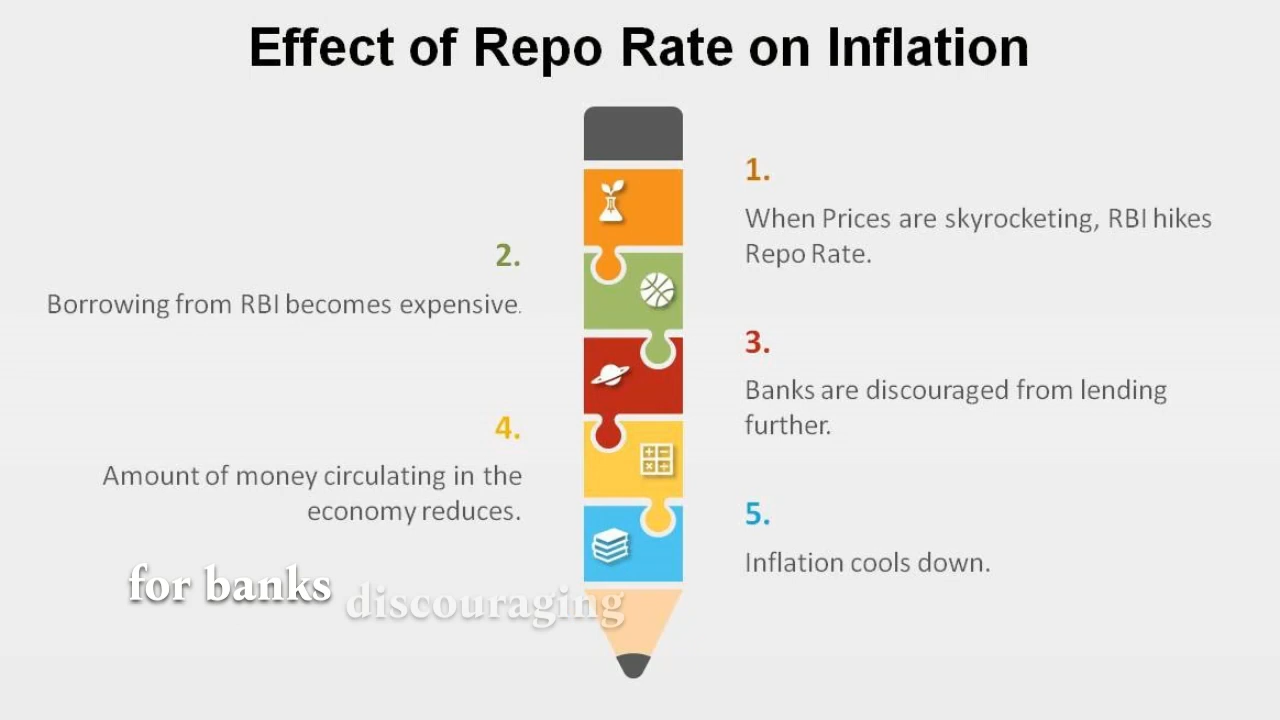 Effect of Repo Rate on Inflation
1.
When Prices are skyrocketing, RBI hikes
Repo Rate.
2.
Borrowing from RBI becomes expensive.
3.
Banks are discouraged from lending
further.
4.
Amount of money circulating in the
economy reduces.
5.
Inflation cools down.
for banks discouraging